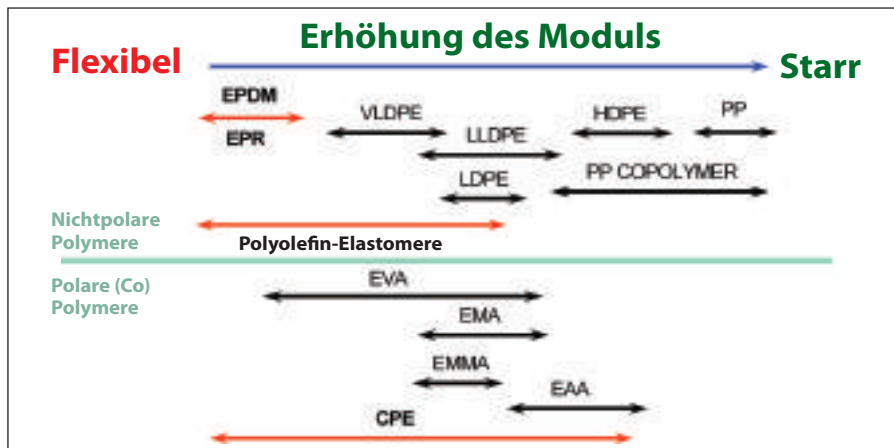 Erhöhung des Moduls
Flexibel
Starr
EPDM
EPR
VLDPE
LLDPE
HDPE
PP
LDPE
PP COPOLYMER
Nichtpolare
Polymere
Polyolefin-Elastomere
Polare (Co)
Polymere
EVA
EMA
EMMA
EAA
CPE